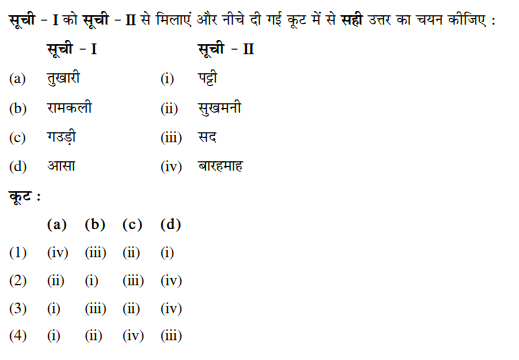 सूची - I को सूची - II से मिलाएं और नीचे दी गई कूट में से सही उत्तर का चयन कीजिए :
सूची - I सूची - II
(a) तुखारी (i) पट्टी
(b) रामकली (ii) सुखमनी
(c) गउड़ी (iii) सद
(d) आसा (iv) बारहमाह
कूट :
(a) (b) (c) (d)
(1) (iv) (iii) (ii) (i)
(2) (ii) (i) (iii) (iv)
(3) (i) (iii) (ii) (iv)
(4) (i) (ii) (iv) (iii)